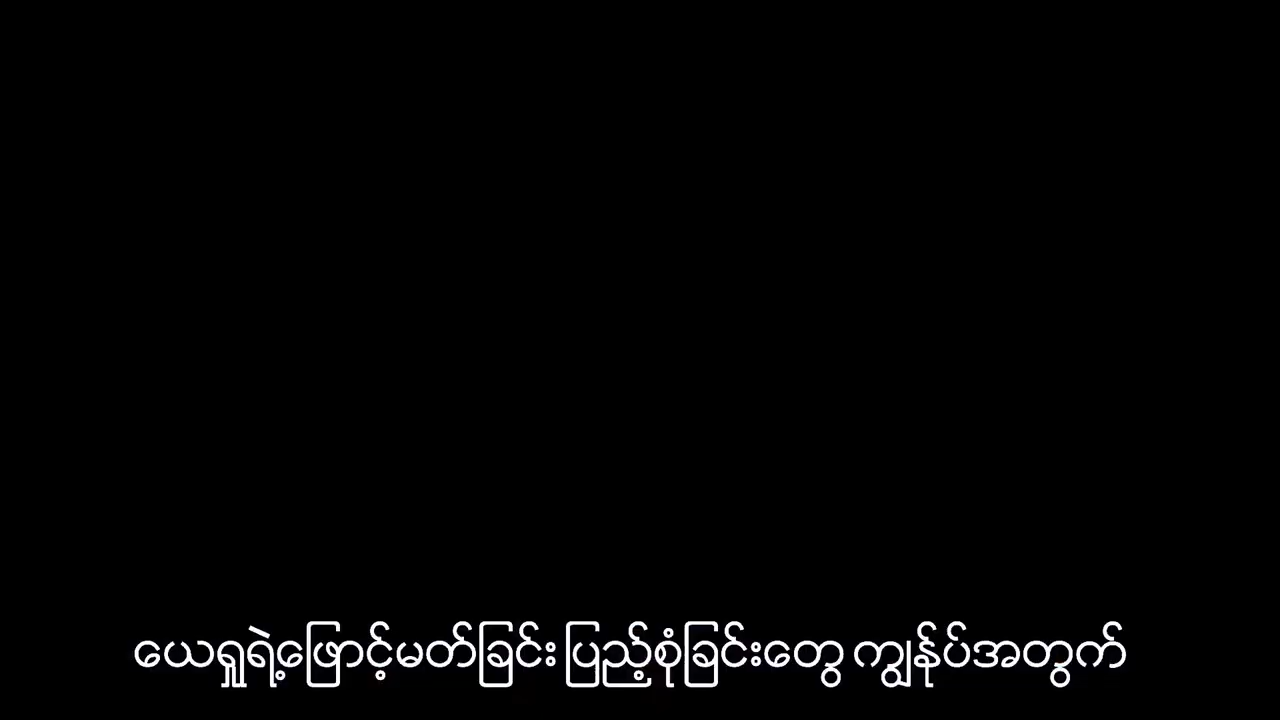 ယေရှုရဲ့ဖြောင့်မတ်ခြင်း ပြည့်စုံခြင်းတွေ ကျွန်ုပ်အတွက်